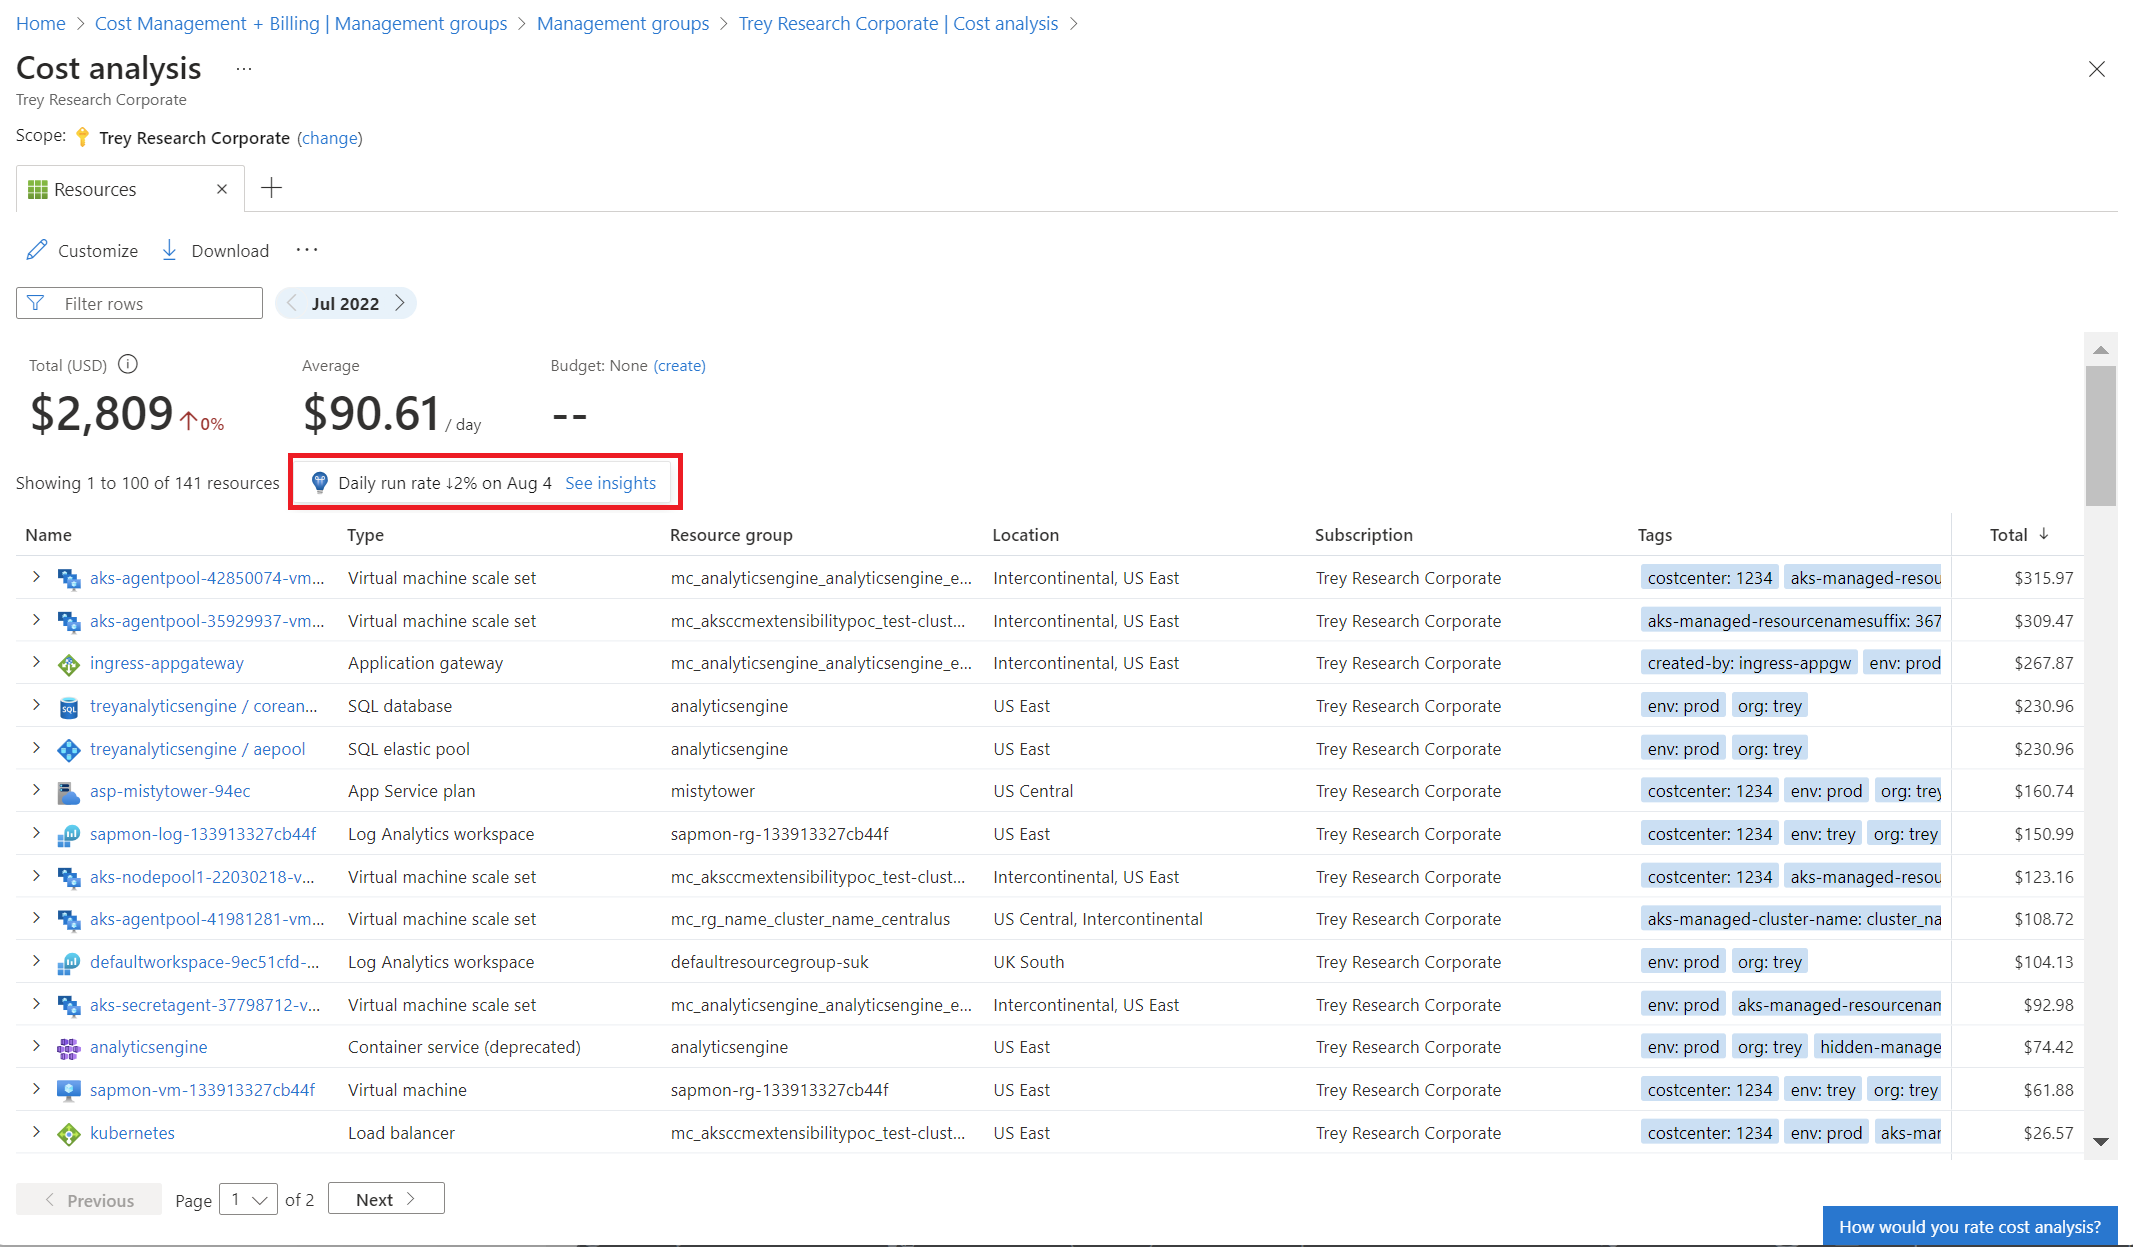 Home > Cost Management + Billing | Management groups > Management groups > Trey Research Corporate | Cost analysis >
Cost analysis ...
Trey Research Corporate
Scope: Trey Research Corporate (change)
Resources
Customize Download ...
Filter rows Jul 2022
Total (USD) Average Budget: None (create)
$2,809 ↑0% $90.61 / day --
Showing 1 to 100 of 141 resources Daily run rate ↓2% on Aug 4 See insights
Name Type Resource group Location Subscription Tags Total ↓
aks-agentpool-42850074-vm... Virtual machine scale set mc_analyticsengine_analyticsengine_e... Intercontinental, US East Trey Research Corporate costcenter: 1234 aks-managed-resou $315.97
aks-agentpool-35929937-vm... Virtual machine scale set mc_aksccmextensibilitypoc_test-clust... Intercontinental, US East Trey Research Corporate aks-managed-resourcenamesuffix: 367 $309.47
ingress-appgateway Application gateway mc_analyticsengine_analyticsengine_e... Intercontinental, US East Trey Research Corporate created-by: ingress-appgw env: prod $267.87
treyanalyticsengine / corean... SQL database analyticsengine US East Trey Research Corporate env: prod org: trey $230.96
treyanalyticsengine / aepool SQL elastic pool analyticsengine US East Trey Research Corporate env: prod org: trey $230.96
asp-mistytower-94ec App Service plan mistytower US Central Trey Research Corporate costcenter: 1234 env: prod org: trey $160.74
sapmon-log-133913327cb44f Log Analytics workspace sapmon-rg-133913327cb44f US East Trey Research Corporate costcenter: 1234 env: trey org: trey $150.99
aks-nodepool1-22030218-v... Virtual machine scale set mc_aksccmextensibilitypoc_test-clust... Intercontinental, US East Trey Research Corporate costcenter: 1234 aks-managed-resou $123.16
aks-agentpool-41981281-vm... Virtual machine scale set mc_rg_name_cluster_name_centralus US Central, Intercontinental Trey Research Corporate aks-managed-cluster-name: cluster_na $108.72
defaultworkspace-9ec51cfd-... Log Analytics workspace defaultresourcegroup-suk UK South Trey Research Corporate env: prod org: trey $104.13
aks-secretagent-37798712-v... Virtual machine scale set mc_analyticsengine_analyticsengine_e... Intercontinental, US East Trey Research Corporate env: prod aks-managed-resourcenam $92.98
analyticsengine Container service (deprecated) analyticsengine US East Trey Research Corporate env: prod org: trey hidden-manage $74.42
sapmon-vm-133913327cb44f Virtual machine sapmon-rg-133913327cb44f US East Trey Research Corporate costcenter: 1234 env: trey org: trey $61.88
kubernetes Load balancer mc_aksccmextensibilitypoc_test-clust... US East Trey Research Corporate costcenter: 1234 env: prod aks-mar $26.57
< Previous Page 1 of 2 Next >
How would you rate cost analysis?